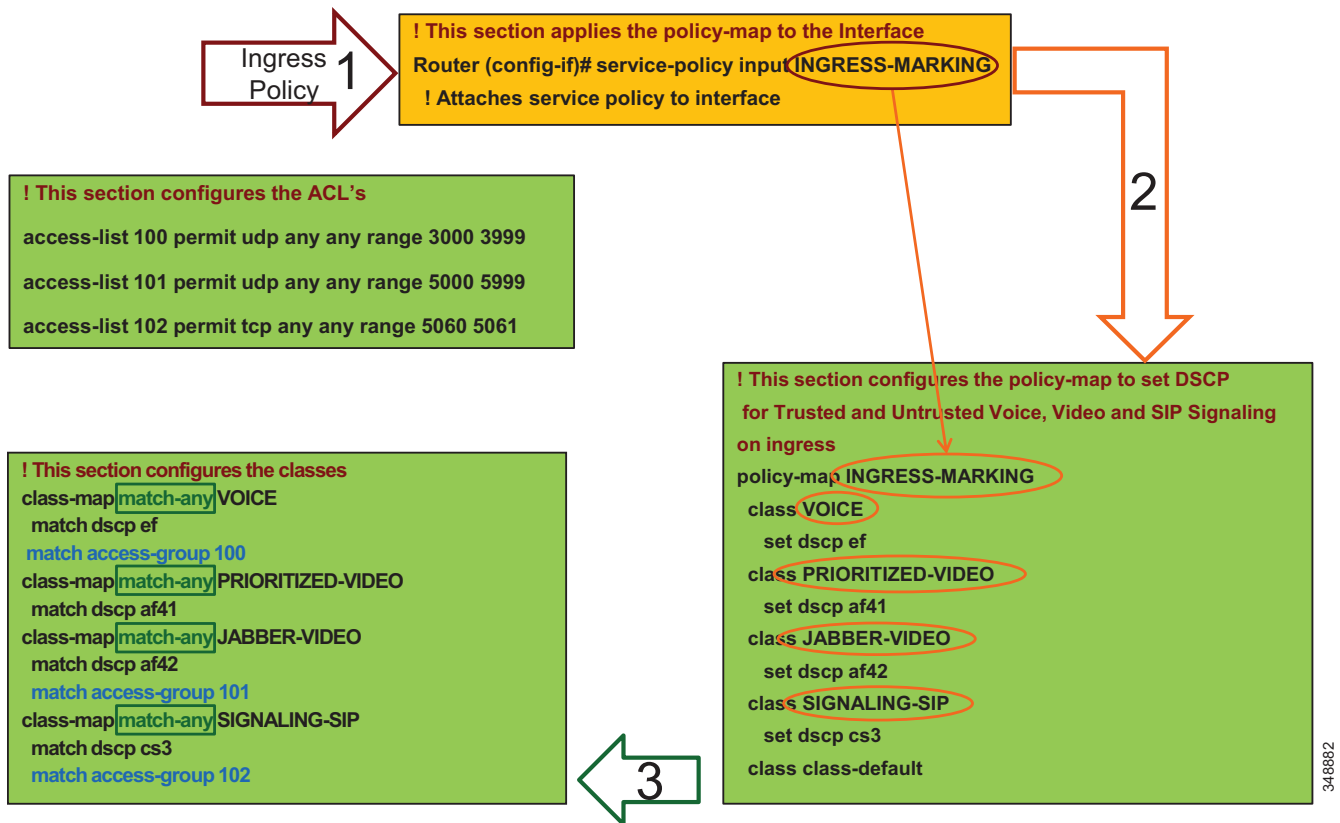 Ingress
Policy
1
! This section applies the policy-map to the Interface
Router (config-if)# service-policy input INGRESS-MARKING
! Attaches service policy to interface
2
! This section configures the ACL's
access-list 100 permit udp any any range 3000 3999
access-list 101 permit udp any any range 5000 5999
access-list 102 permit tcp any any range 5060 5061
! This section configures the policy-map to set DSCP
for Trusted and Untrusted Voice, Video and SIP Signaling
on ingress
policy-map INGRESS-MARKING
class VOICE
set dscp ef
class PRIORITIZED-VIDEO
set dscp af41
class JABBER-VIDEO
set dscp af42
class SIGNALING-SIP
set dscp cs3
class class-default
3
! This section configures the classes
class-map match-any VOICE
match dscp ef
match access-group 100
class-map match-any PRIORITIZED-VIDEO
match dscp af41
class-map match-any JABBER-VIDEO
match dscp af42
match access-group 101
class-map match-any SIGNALING-SIP
match dscp cs3
match access-group 102
348882